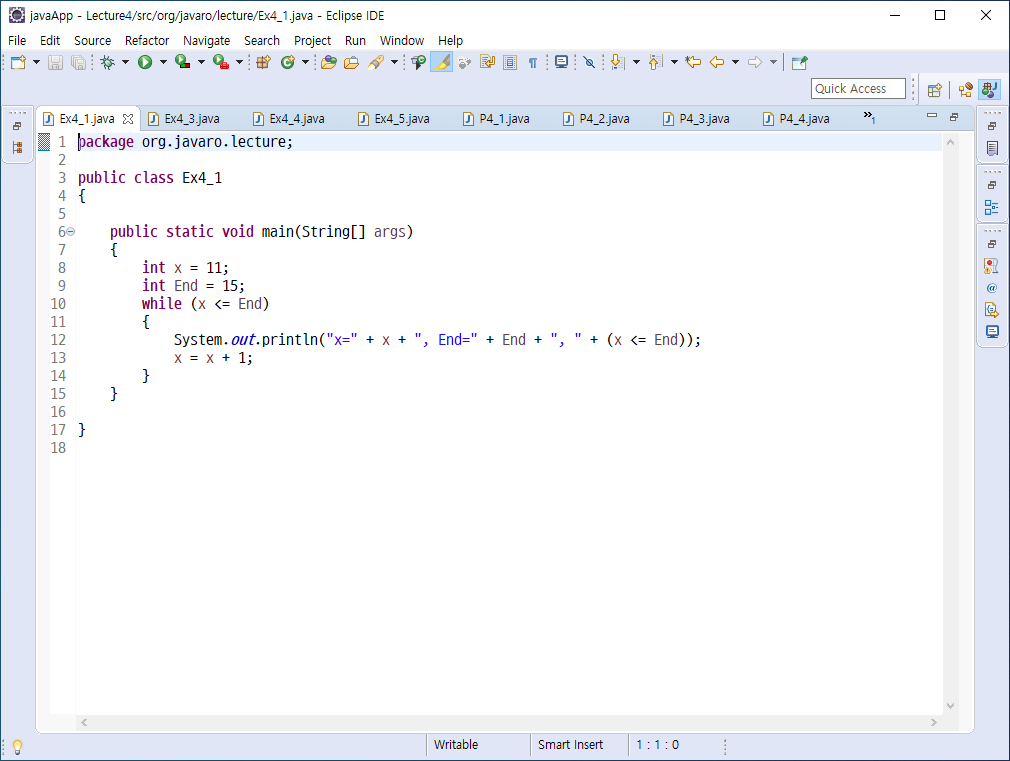 javaApp - Lecture4/src/org/javaro/lecture/Ex4_1.java - Eclipse IDE
File Edit Source Refactor Navigate Search Project Run Window Help
Quick Access
Ex4_1.java Ex4_3.java Ex4_4.java Ex4_5.java P4_1.java P4_2.java P4_3.java P4_4.java »1
1 package org.javaro.lecture;
2
3 public class Ex4_1
4 {
5
6 public static void main(String[] args)
7 {
8 int x = 11;
9 int End = 15;
10 while (x <= End)
11 {
12 System.out.println("x=" + x + ", End=" + End + ", " + (x <= End));
13 x = x + 1;
14 }
15 }
16
17 }
18
Writable Smart Insert 1 : 1 : 0